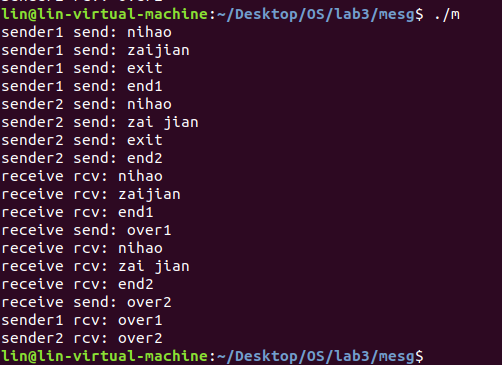 lin@lin-virtual-machine:~/Desktop/OS/lab3/mesg$ ./m
sender1 send: nihao
sender1 send: zaijian
sender1 send: exit
sender1 send: end1
sender2 send: nihao
sender2 send: zai jian
sender2 send: exit
sender2 send: end2
receive rcv: nihao
receive rcv: zaijian
receive rcv: end1
receive send: over1
receive rcv: nihao
receive rcv: zai jian
receive rcv: end2
receive send: over2
sender1 rcv: over1
sender2 rcv: over2
lin@lin-virtual-machine:~/Desktop/OS/lab3/mesg$